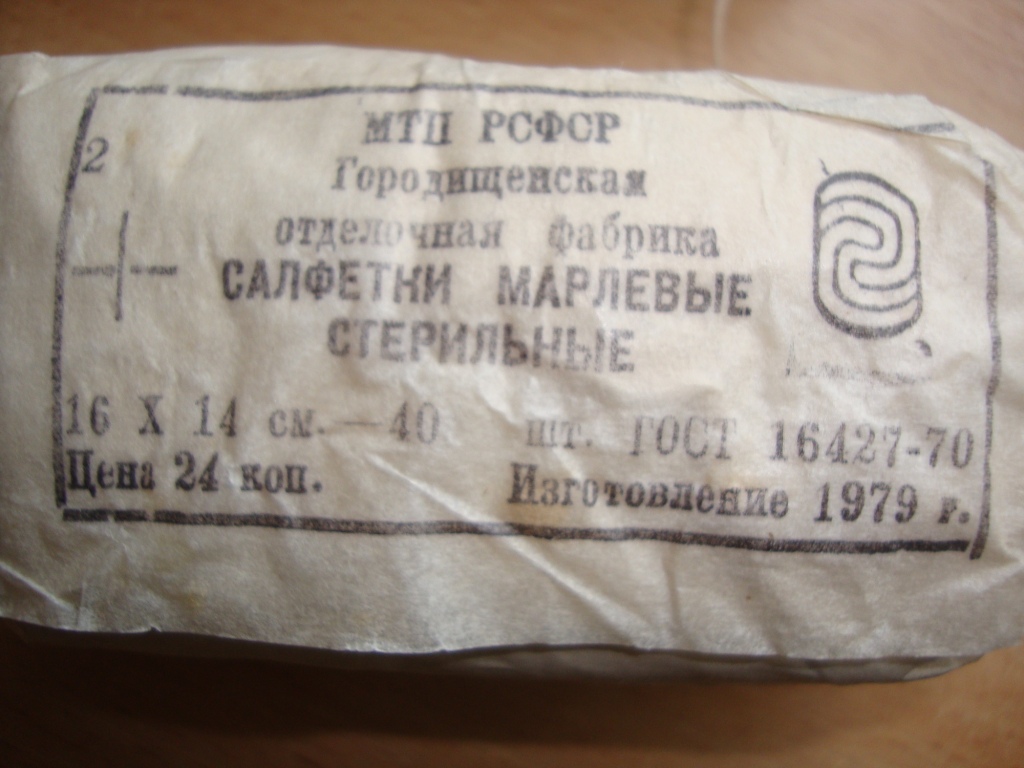 МТП РСФСР
2
Городищенская
отделочная фабрика
САЛФЕТКИ МАРЛЕВЫЕ
СТЕРИЛЬНЫЕ
16 X 14 см. — 40 шт. ГОСТ 16427-70
Цена 24 коп. Изготовление 1979 г.